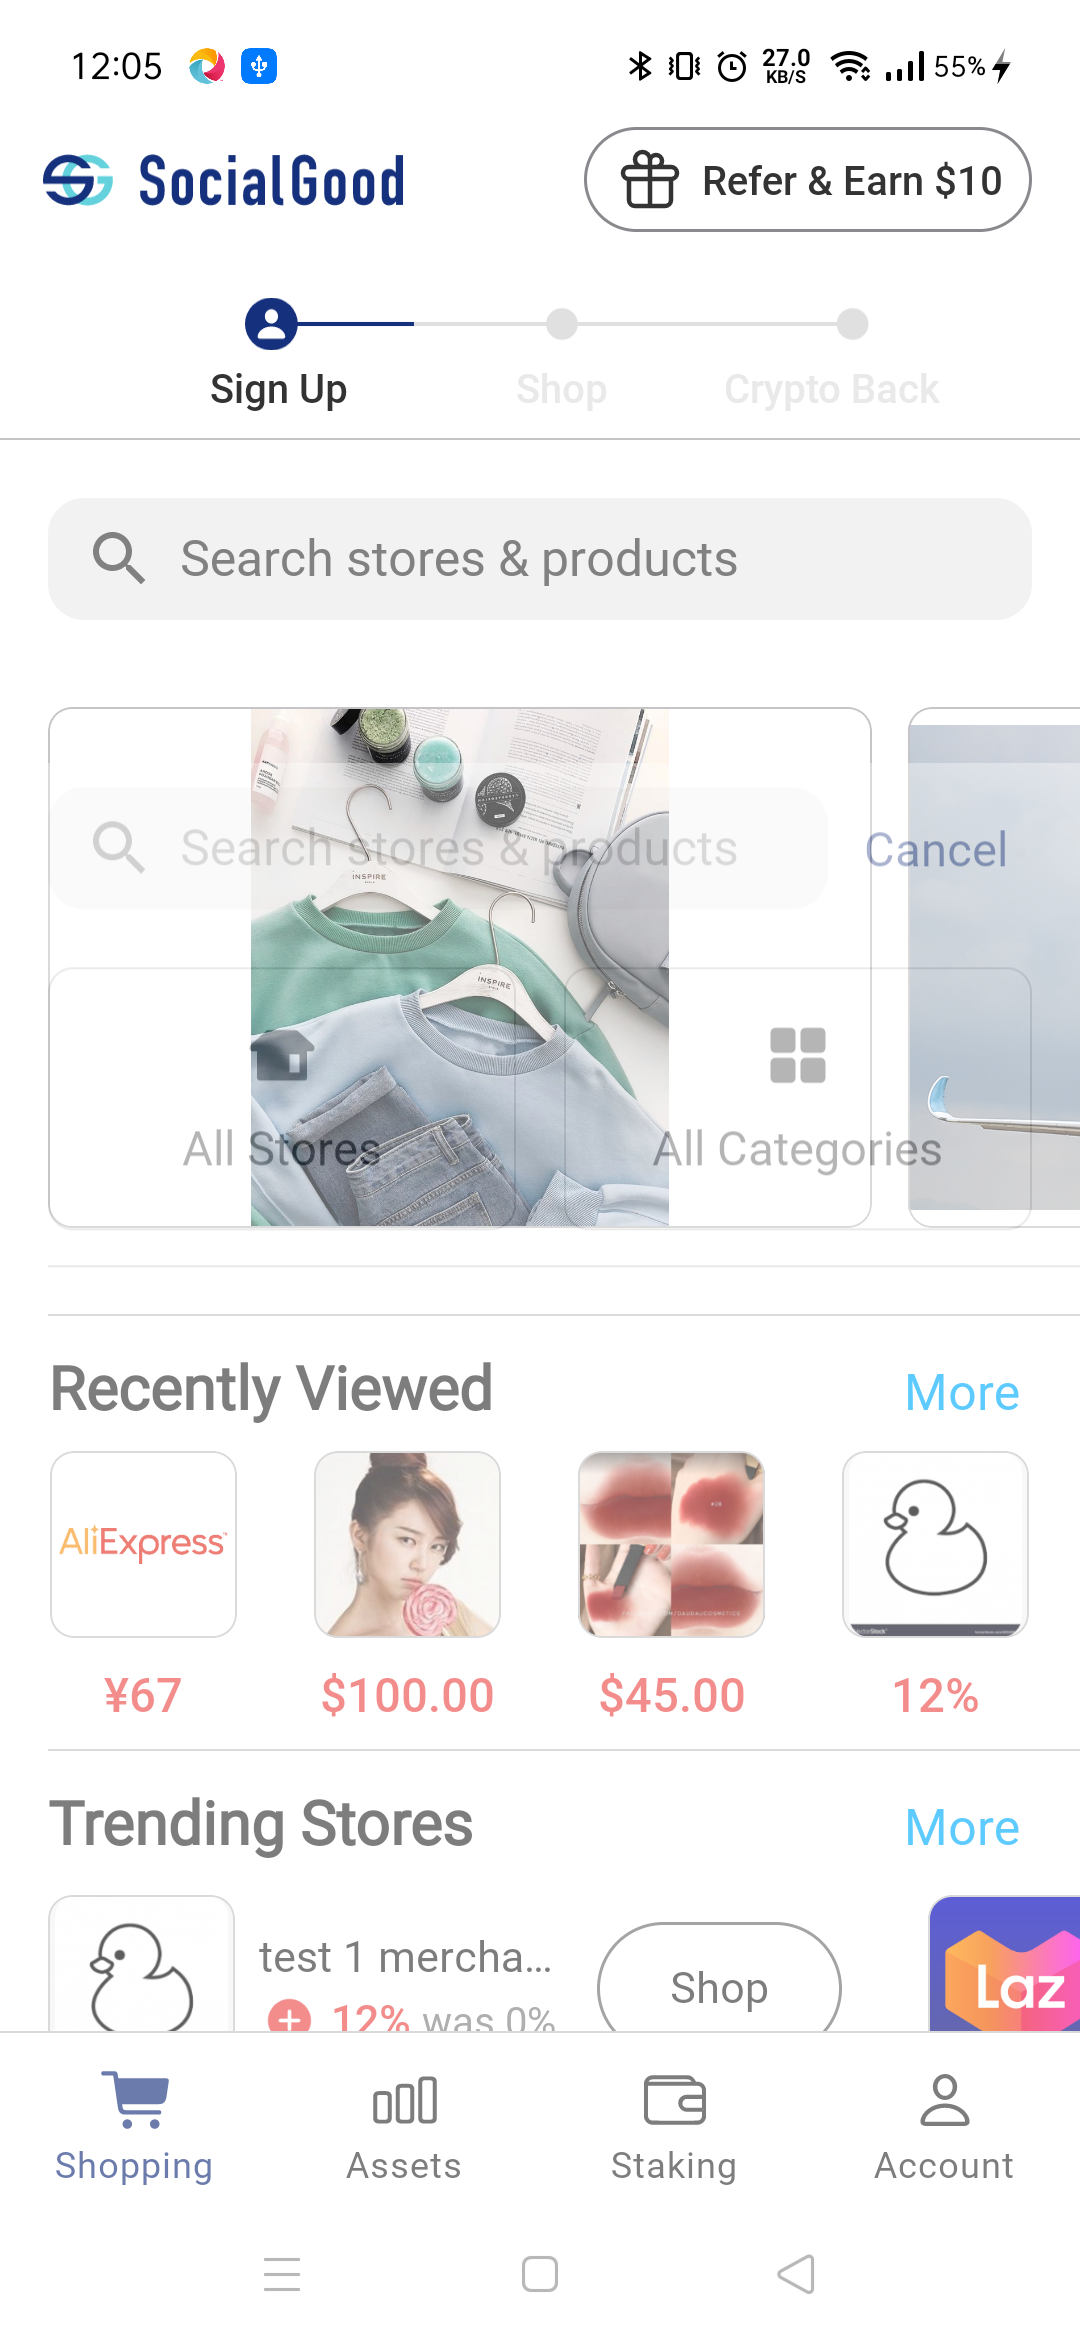 12:05
27.0
KB/S
55%
SocialGood
Refer & Earn $10
Sign Up
Shop
Crypto Back
Search stores & products
Search stores & products
Cancel
INSPIRE
INSPIRE
All Stores
All Categories
Recently Viewed
More
AliExpress
¥67
$100.00
$45.00
12%
Trending Stores
More
test 1 mercha...
12% was 0%
Shop
Laz
Shopping
Assets
Staking
Account